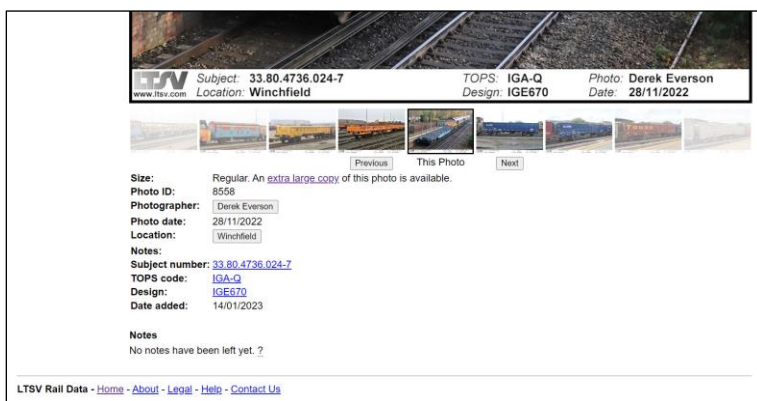 LTSV Subject: 33.80.4736.024-7 TOPS: IGA-Q Photo: Derek Everson
www.ltsv.com Location: Winchfield Design: IGE670 Date: 28/11/2022
Previous This Photo Next
Size: Regular. An extra large copy of this photo is available.
Photo ID: 8558
Photographer: Derek Everson
Photo date: 28/11/2022
Location: Winchfield
Notes:
Subject number: 33.80.4736.024-7
TOPS code: IGA-Q
Design: IGE670
Date added: 14/01/2023
Notes
No notes have been left yet. ?
LTSV Rail Data - Home - About - Legal - Help - Contact Us